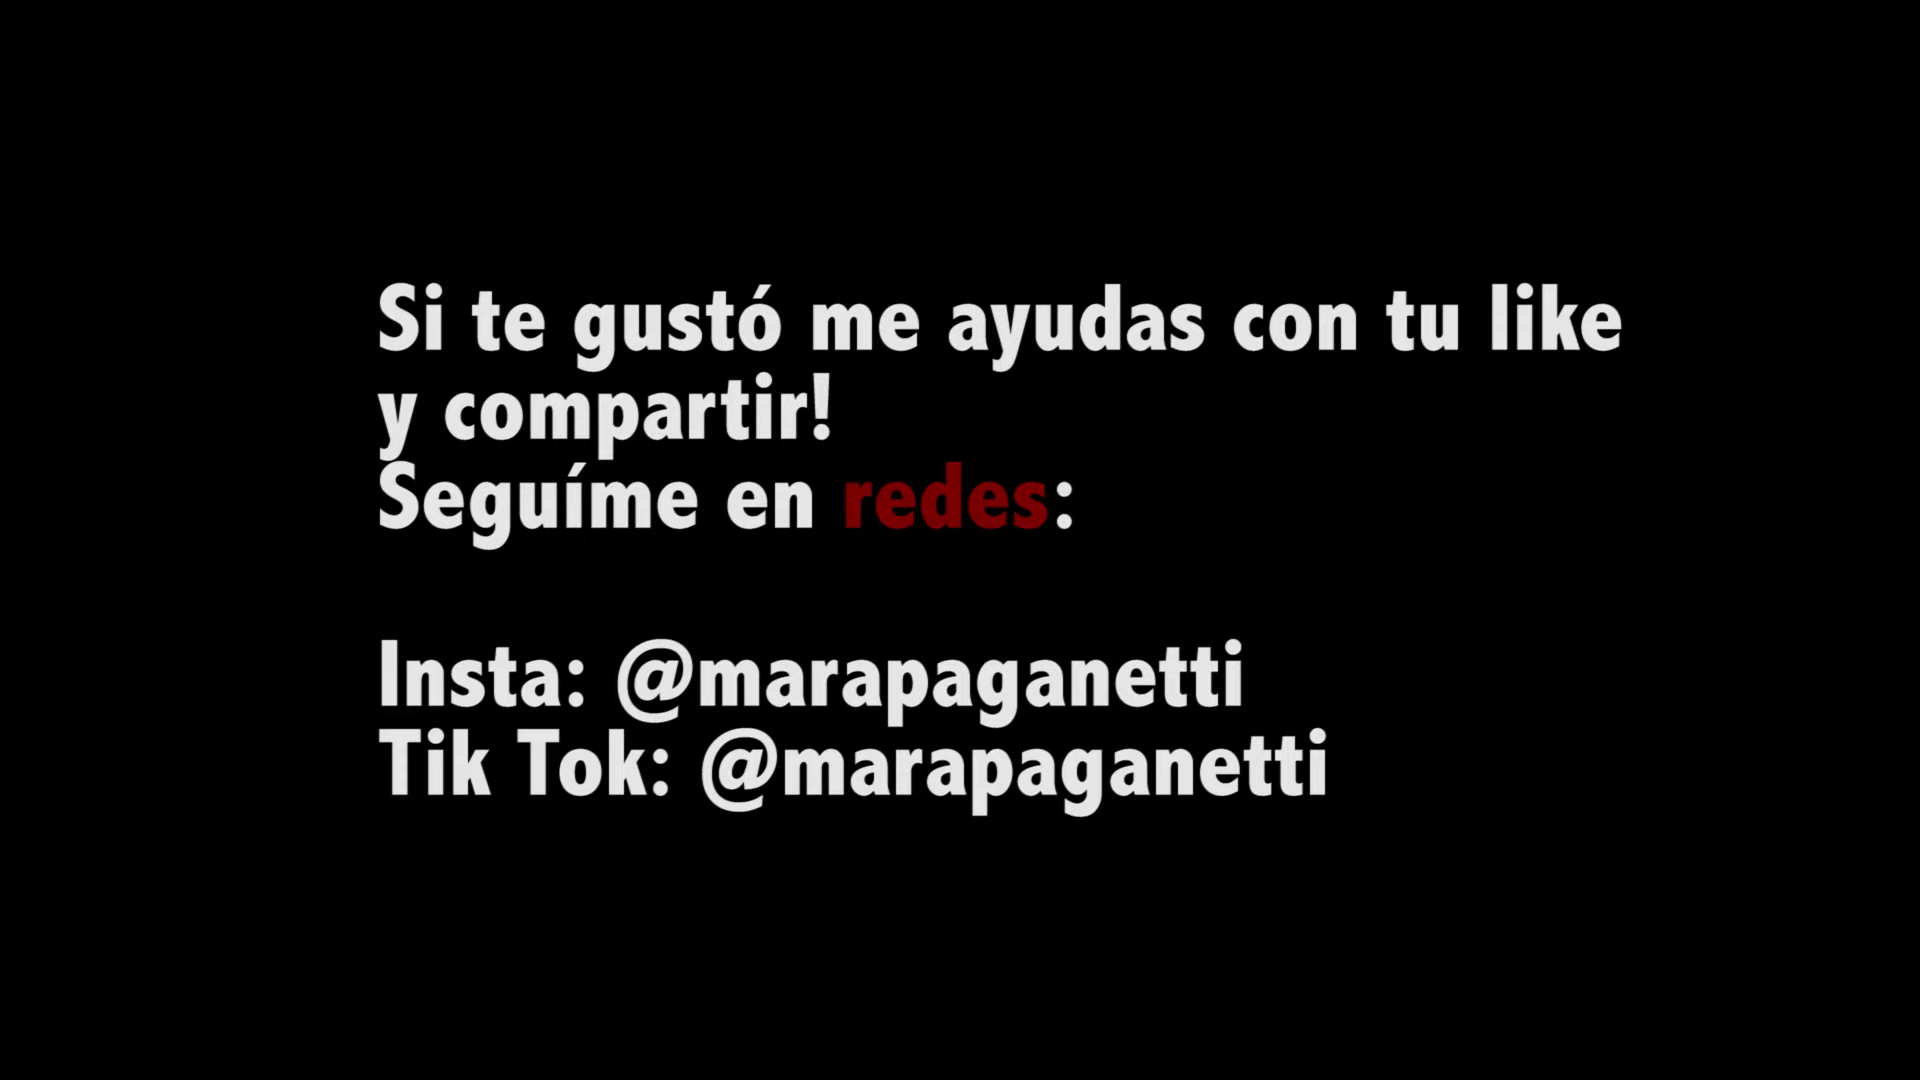 Si te gustó me ayudas con tu like
y compartir!
Seguíme en redes:
Insta: @marapaganetti
Tik Tok: @marapaganetti